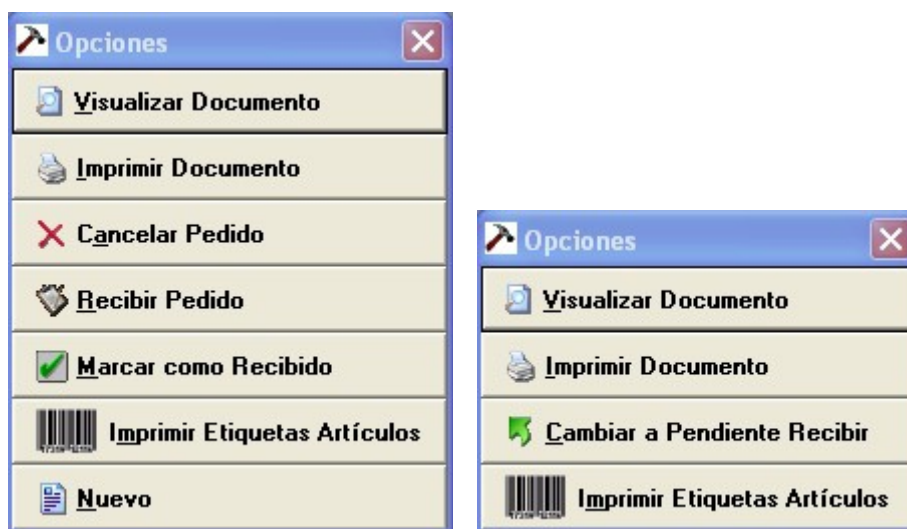 Opciones
Visualizar Documento
Imprimir Documento
Cancelar Pedido
Recibir Pedido
Marcar como Recibido
Imprimir Etiquetas Artículos
Nuevo
Opciones
Visualizar Documento
Imprimir Documento
Cambiar a Pendiente Recibir
Imprimir Etiquetas Artículos